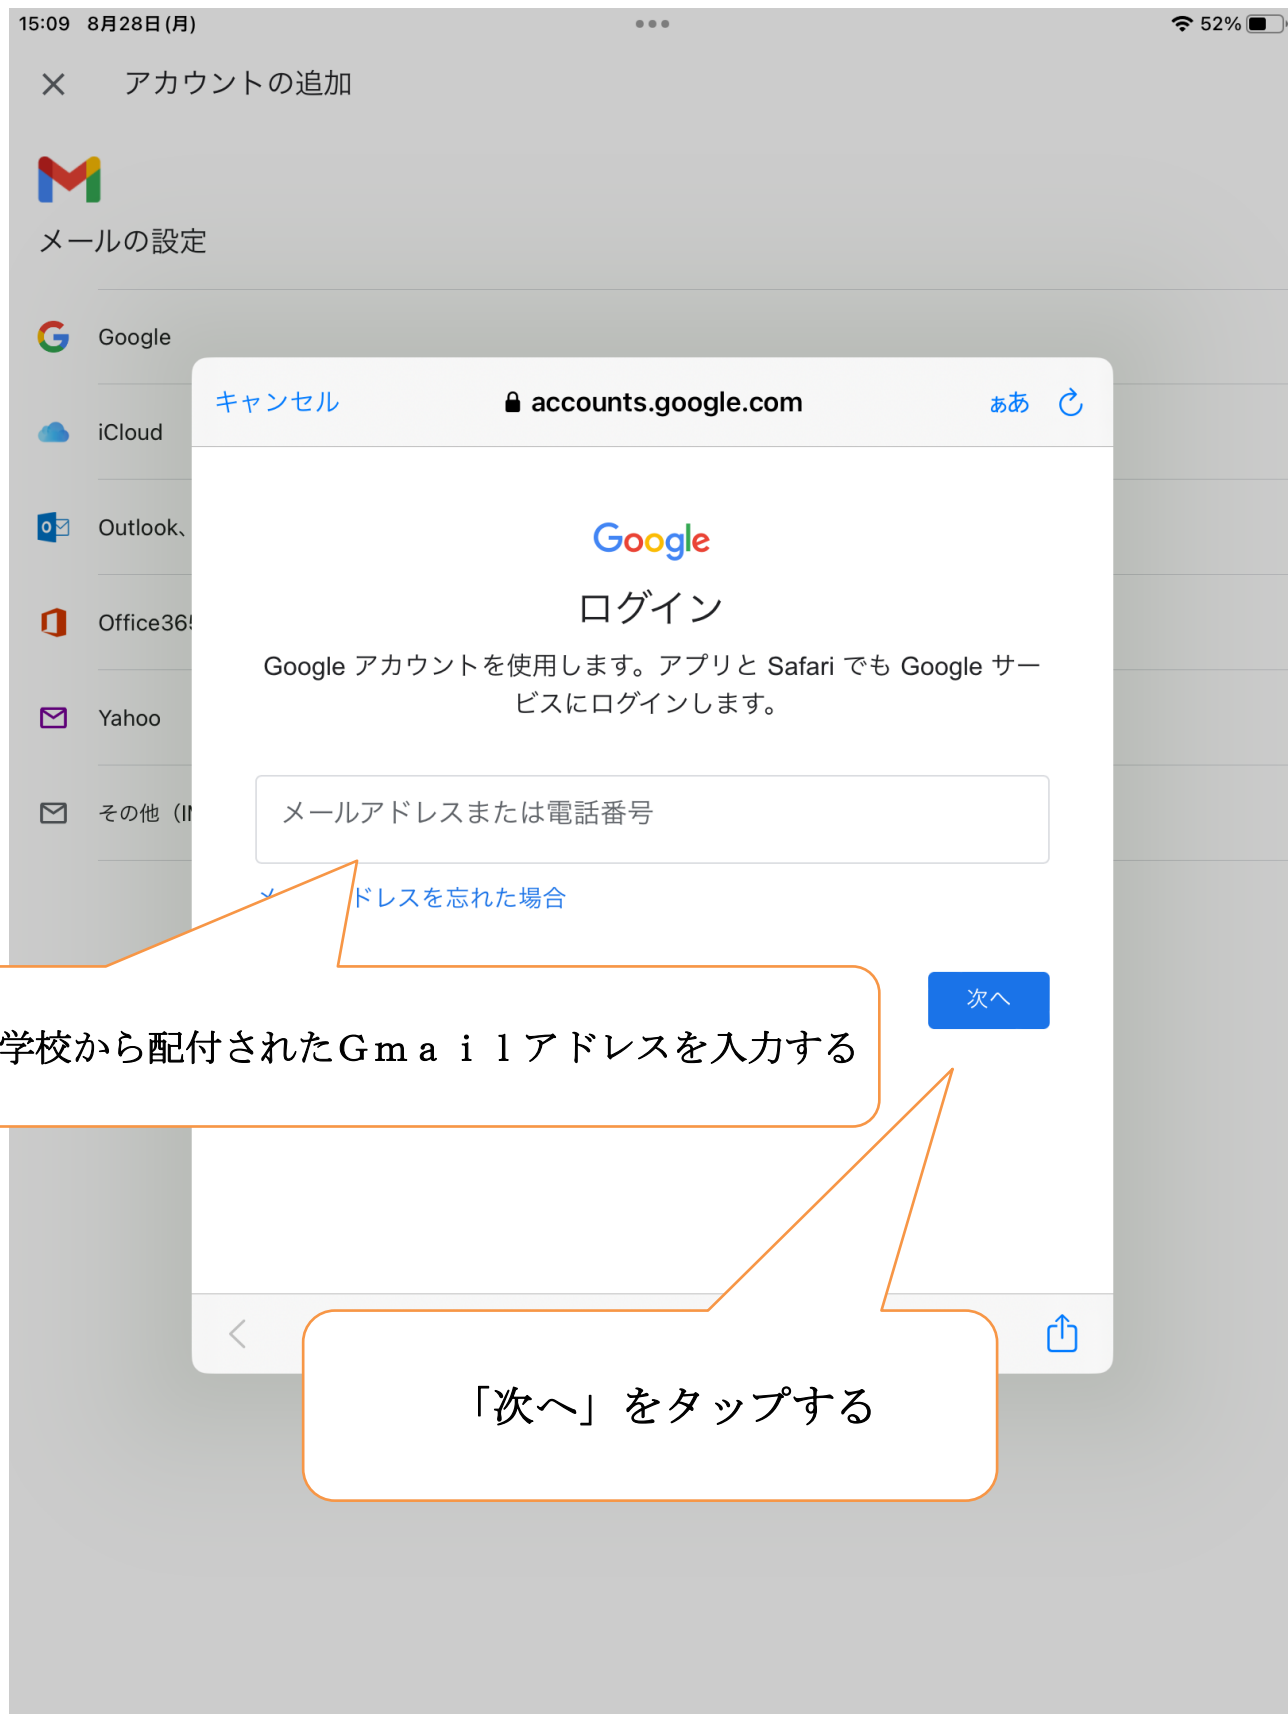 15:09 8月28日(月)
52%
アカウントの追加
メールの設定
Google
iCloud
Outlook、
Office365
Yahoo
その他
キャンセル
accounts.google.com
ぁあ
Google
ログイン
Google アカウントを使用します。アプリと Safari でも Google サー
ビスにログインします。
メールアドレスまたは電話番号
ドレスを忘れた場合
次へ
学校から配付されたGmailアドレスを入力する
「次へ」をタップする